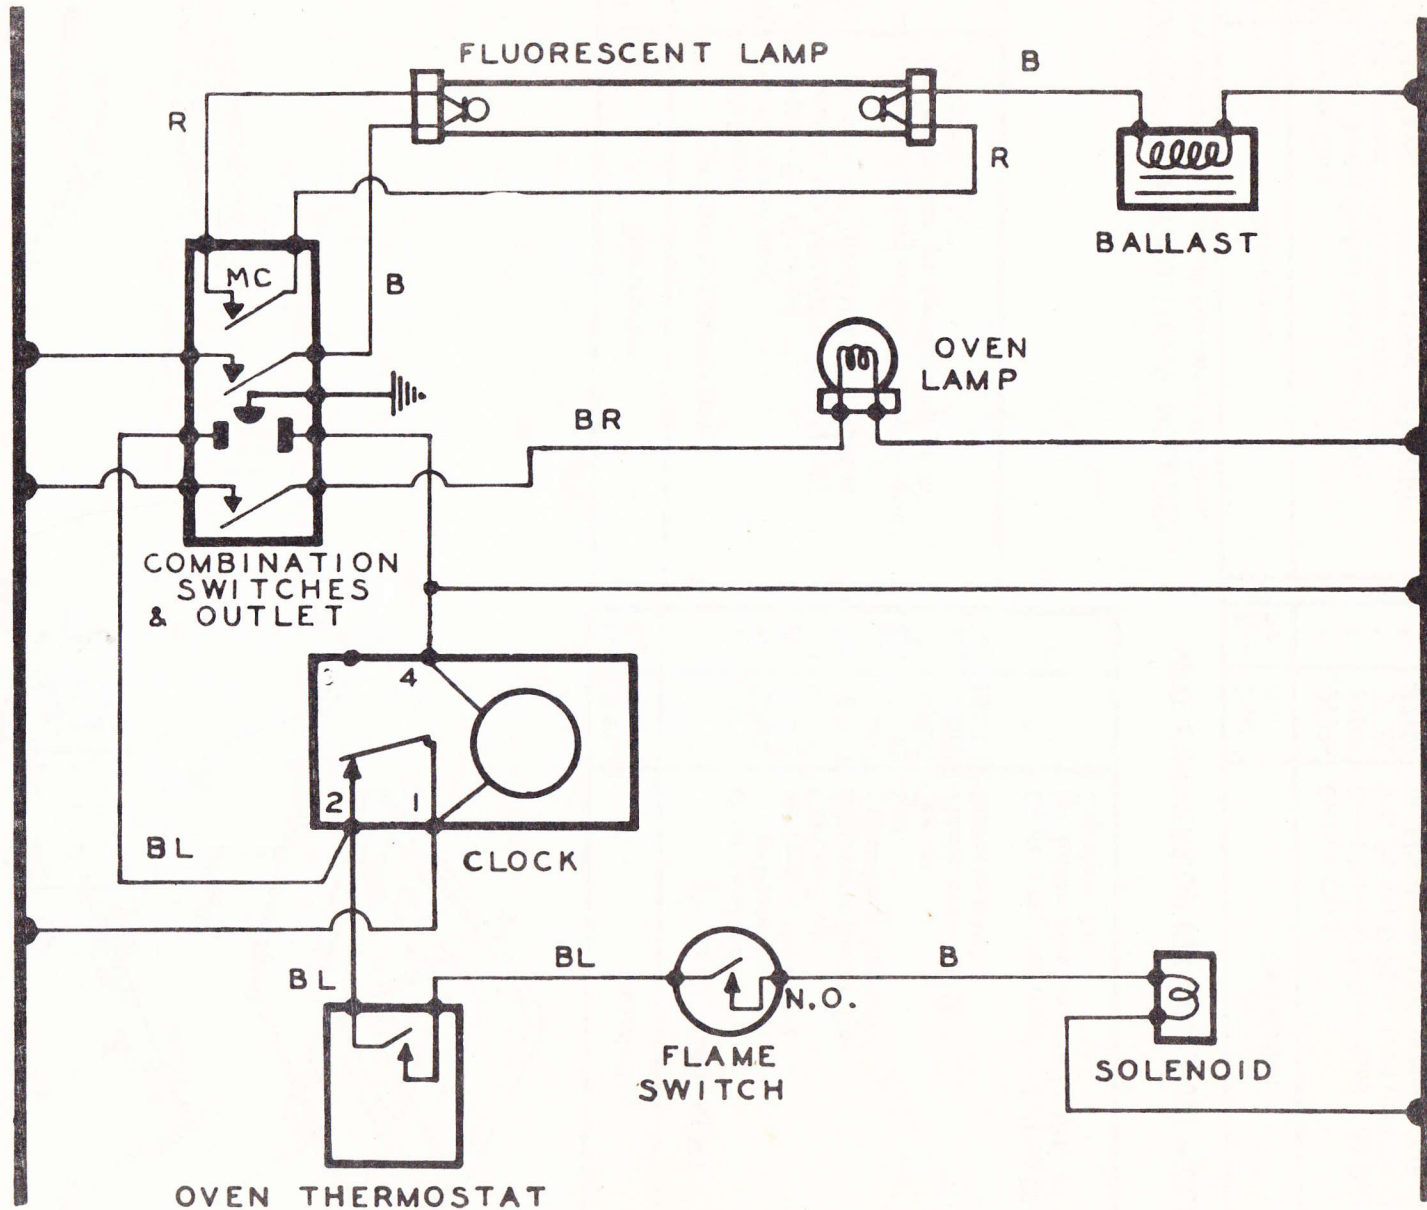 FLUORESCENT LAMP
B
R
R
BALLAST
MC
B
OVEN
LAMP
BR
COMBINATION
SWITCHES
& OUTLET
4
2
1
BL
CLOCK
BL
BL
B
N.O.
FLAME
SWITCH
SOLENOID
OVEN THERMOSTAT